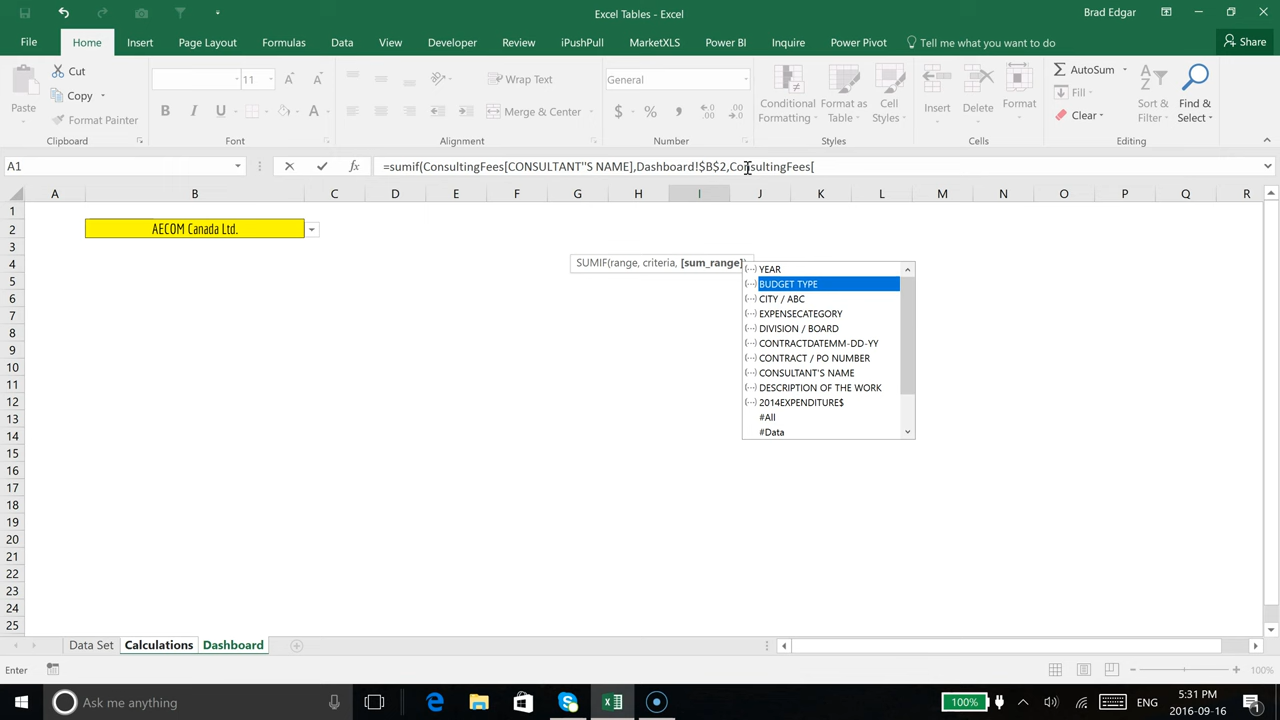 Excel Tables - Excel
Brad Edgar
File Home Insert Page Layout Formulas Data View Developer Review iPushPull MarketXLS Power BI Inquire Power Pivot Tell me what you want to do Share
Paste
Cut
Copy
Format Painter
Clipboard
11
B I U A
Font
Wrap Text
Merge & Center
Alignment
General
$ % ,
Number
Conditional Formatting
Format as Table
Cell Styles
Styles
Insert
Delete
Format
Cells
AutoSum
Fill
Clear
Sort & Filter
Find & Select
Editing
A1
fx
=sumif(ConsultingFees[CONSULTANT''S NAME],Dashboard!$B$2,ConsultingFees[
A B C D E F G H I J K L M N O P Q R
1
2 AECOM Canada Ltd.
3
4 SUMIF(range, criteria, [sum_range])
5
6
7
8
9
10
11
12
13
14
15
16
17
18
19
20
21
22
23
24
25
YEAR
BUDGET TYPE
CITY / ABC
EXPENSECATEGORY
DIVISION / BOARD
CONTRACTDATEMM-DD-YY
CONTRACT / PO NUMBER
CONSULTANT'S NAME
DESCRIPTION OF THE WORK
2014EXPENDITURE$
#All
#Data
Data Set Calculations Dashboard
Enter
100%
Ask me anything
100%
ENG
5:31 PM
2016-09-16